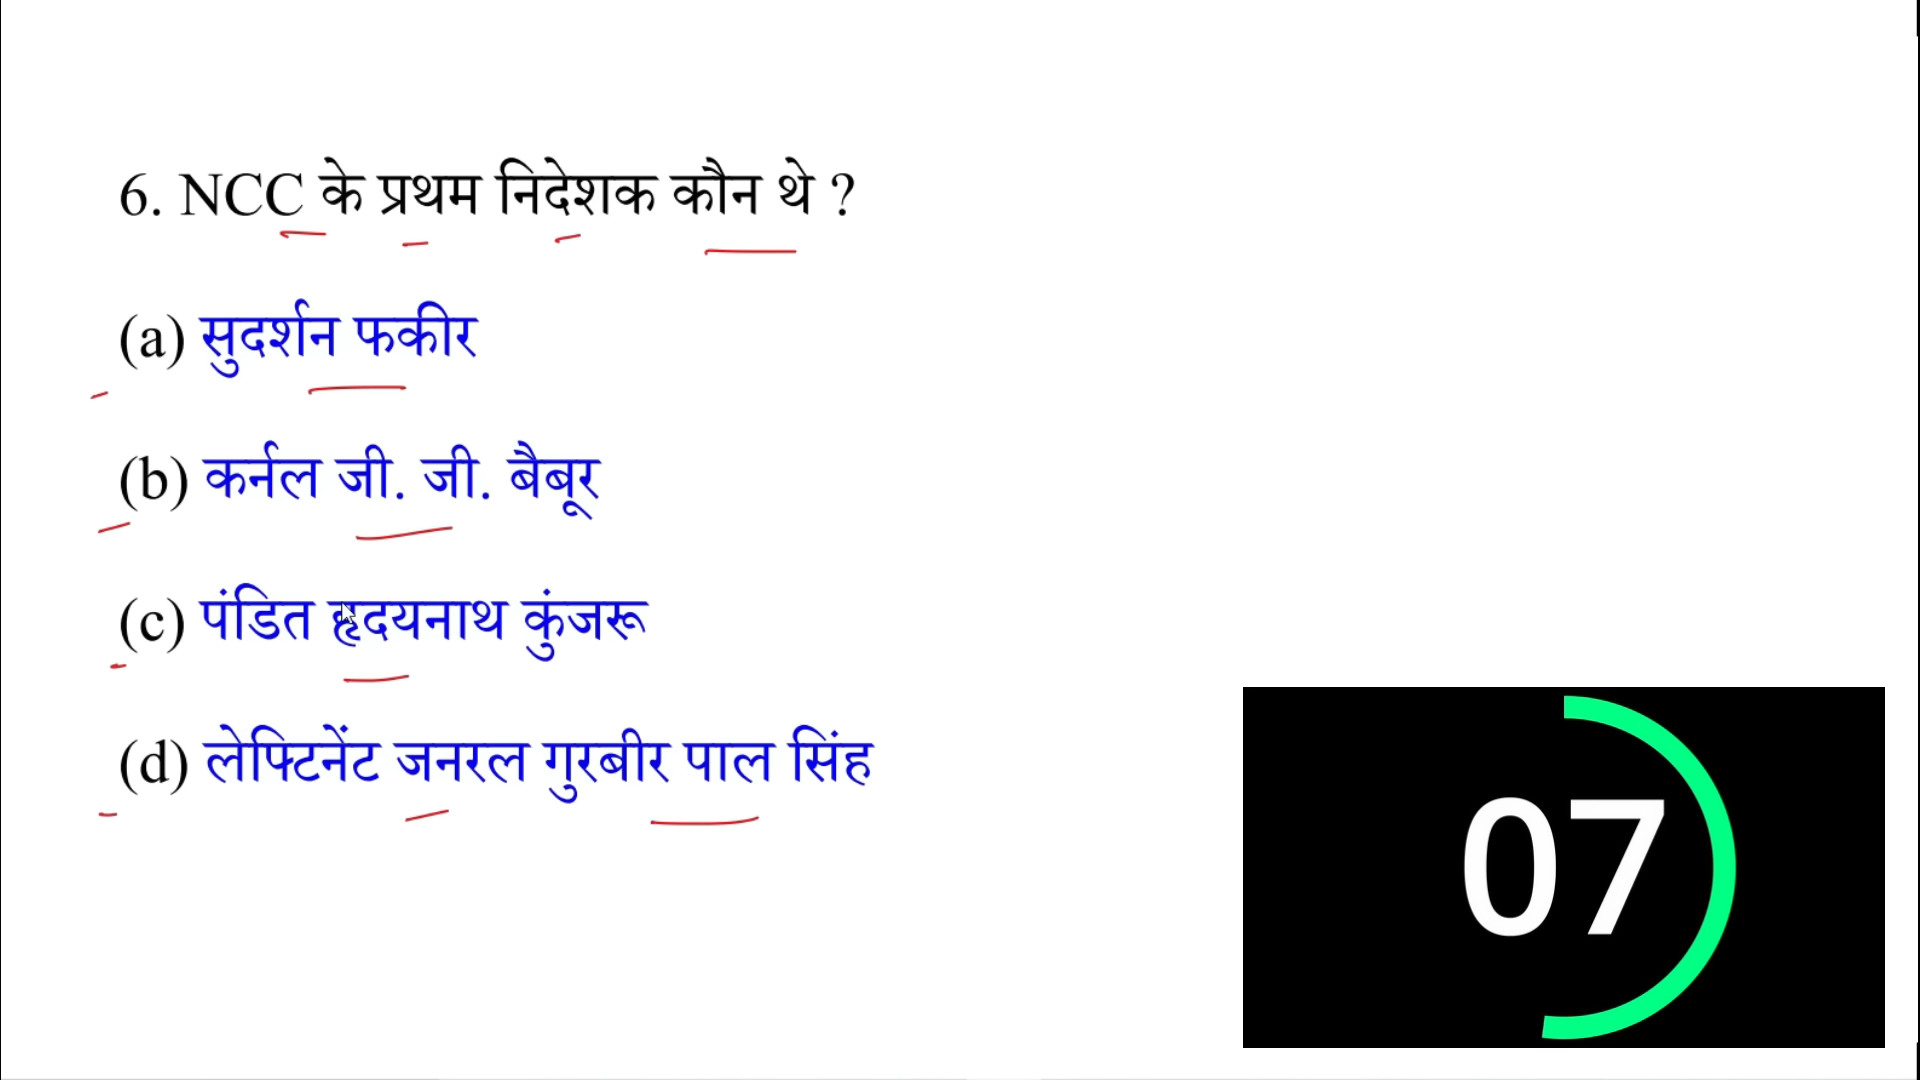 6. NCC के प्रथम निदेशक कौन थे ?
(a) सुदर्शन फकीर
(b) कर्नल जी. जी. बैबूर
(c) पंडित हृदयनाथ कुंजरू
(d) लेफ्टिनेंट जनरल गुरबीर पाल सिंह
07